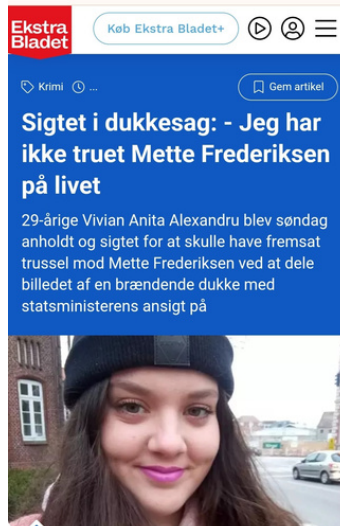 Ekstra
Bladet
Køb Ekstra Bladet+
Krimi
...
Gem artikel
Sigtet i dukkesag: - Jeg har
ikke truet Mette Frederiksen
på livet
29-årige Vivian Anita Alexandru blev søndag
anholdt og sigtet for at skulle have fremsat
trussel mod Mette Frederiksen ved at dele
billedet af en brændende dukke med
statsministerens ansigt på